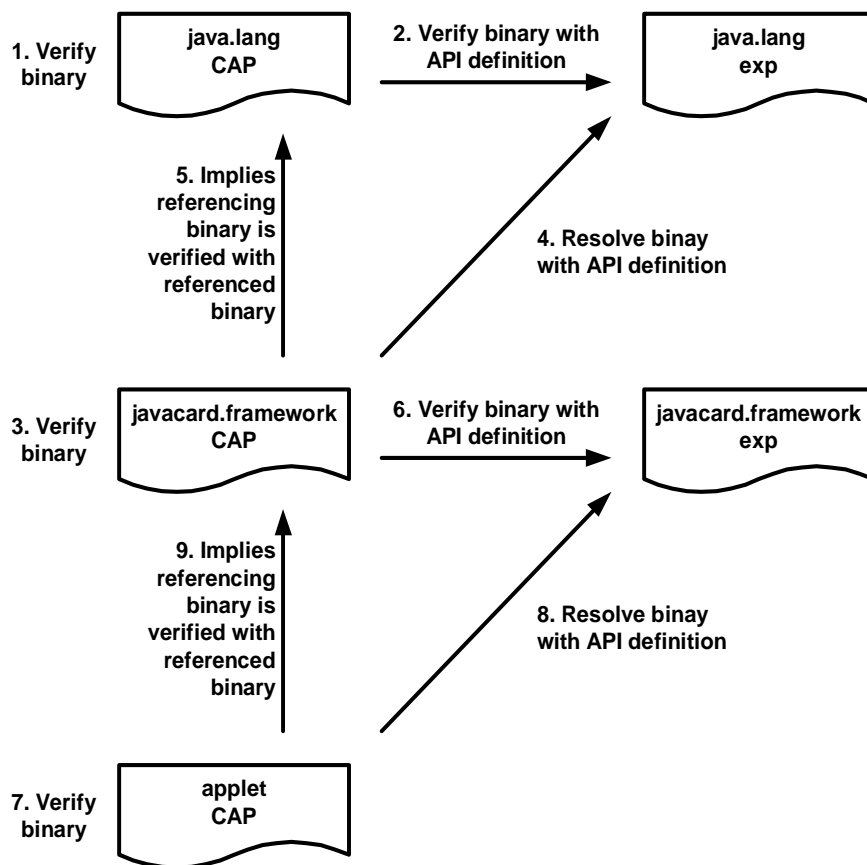 1. Verify
binary
java.lang
CAP
2. Verify binary with
API definition
java.lang
exp
5. Implies
referencing
binary is
verified with
referenced
binary
4. Resolve binay
with API definition
3. Verify
binary
javacard.framework
CAP
6. Verify binary with
API definition
javacard.framework
exp
9. Implies
referencing
binary is
verified with
referenced
binary
8. Resolve binay
with API definition
7. Verify
binary
applet
CAP